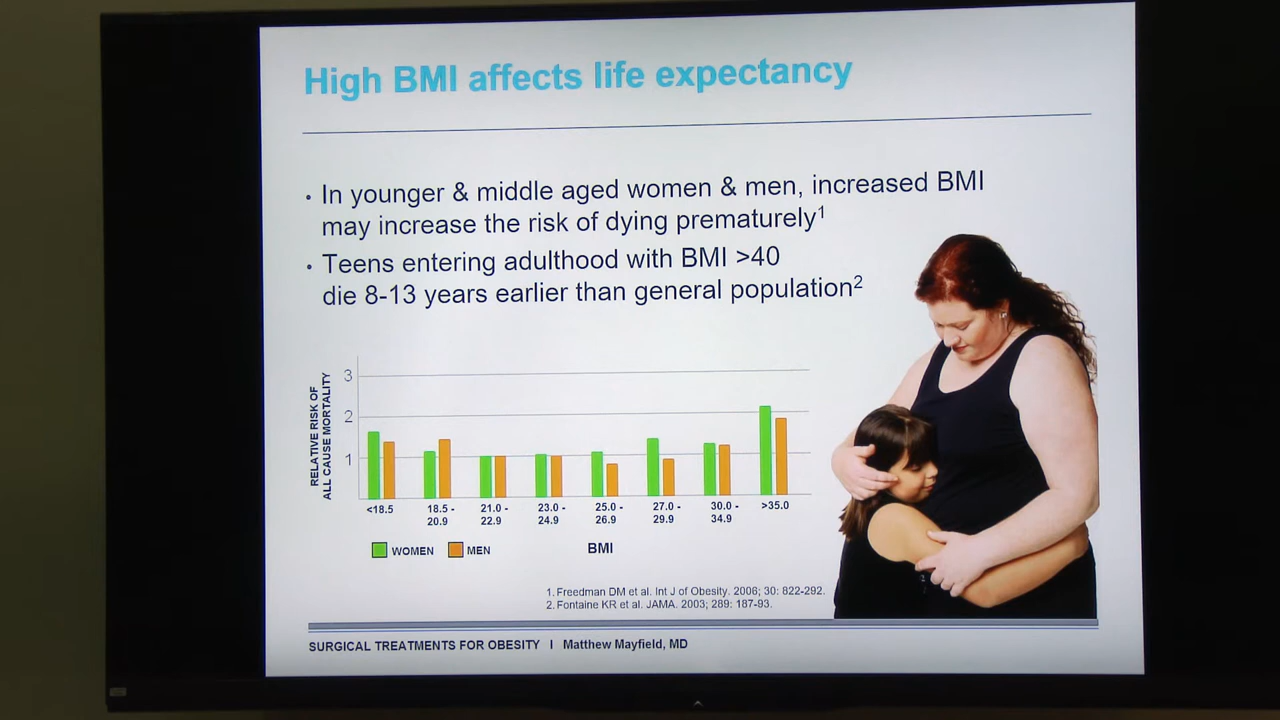 High BMI affects life expectancy
• In younger & middle aged women & men, increased BMI
may increase the risk of dying prematurely1
• Teens entering adulthood with BMI >40
die 8-13 years earlier than general population2
RELATIVE RISK OF
ALL CAUSE MORTALITY
3
2
1
<18.5
18.5 -
20.9
21.0 -
22.9
23.0 -
24.9
25.0 -
26.9
27.0 -
29.9
30.0 -
34.9
>35.0
WOMEN MEN
BMI
1. Freedman DM et al. Int J of Obesity. 2006; 30: 822-292.
2. Fontaine KR et al. JAMA. 2003; 289: 187-93.
SURGICAL TREATMENTS FOR OBESITY I Matthew Mayfield, MD